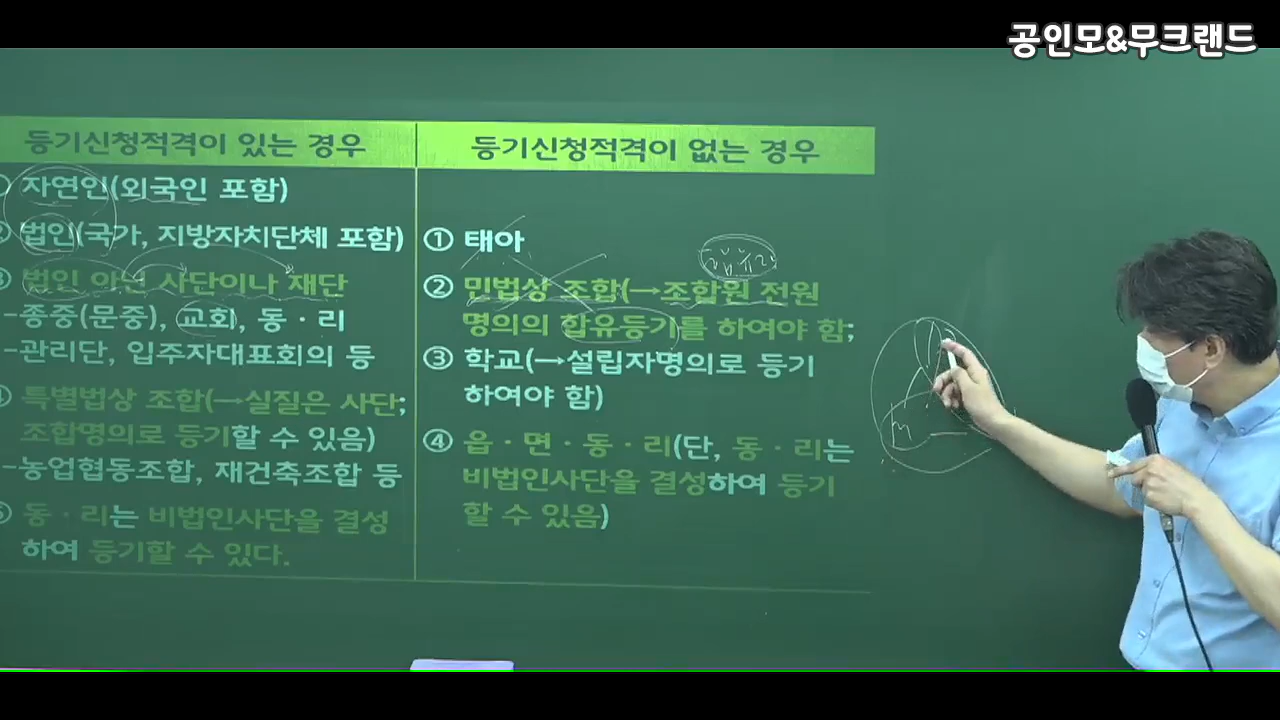 공인모&무크랜드
등기신청적격이 있는 경우
자연인(외국인 포함)
② 법인(국가, 지방자치단체 포함)
③ 법인 아닌 사단이나 재단
-종중(문중), 교회, 동·리
-관리단, 입주자대표회의 등
④ 특별법상 조합(→실질은 사단;
조합명의로 등기할 수 있음)
-농업협동조합, 재건축조합 등
⑤ 동·리는 비법인사단을 결성
하여 등기할 수 있다.
등기신청적격이 없는 경우
① 태아
② 민법상 조합(→조합원 전원
명의의 합유등기를 하여야 함;
③ 학교(→설립자명의로 등기
하여야 함)
④ 읍·면·동·리(단, 동·리는
비법인사단을 결성하여 등기
할 수 있음)